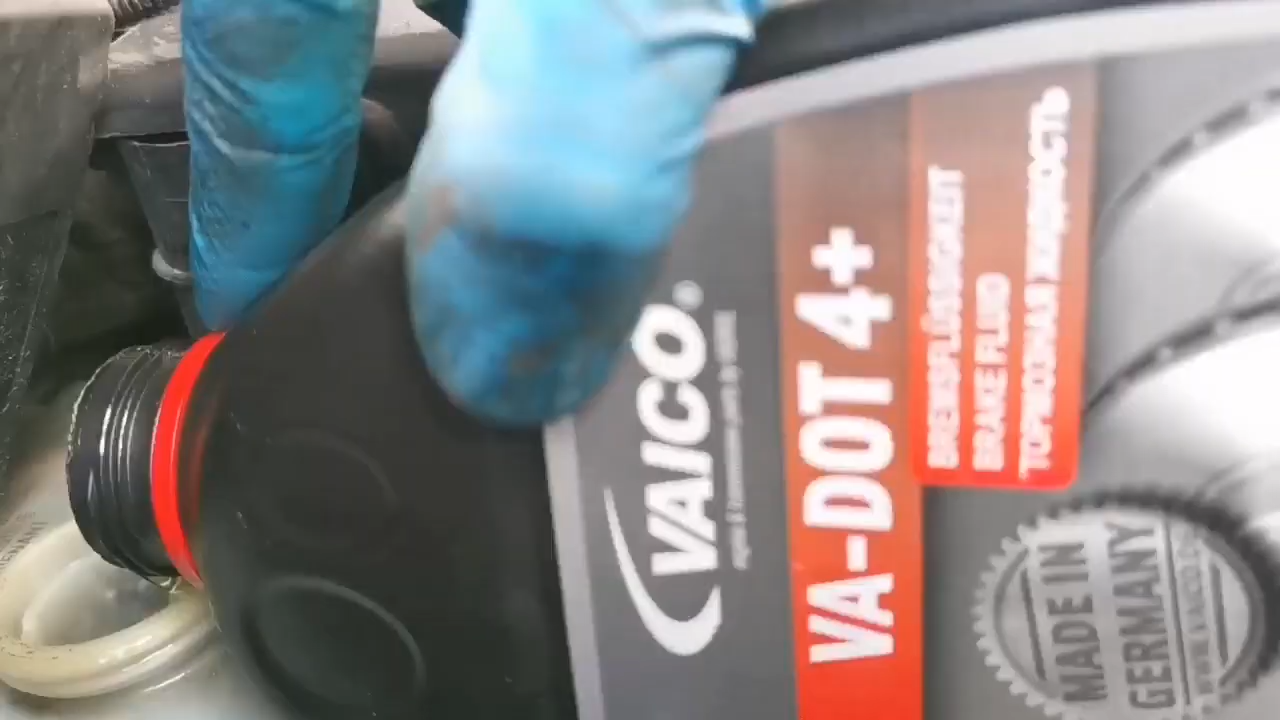 VAICO®
VA-DOT 4+
BREMSFLÜSSIGKEIT
BRAKE FLUID
ТОРМОЗНАЯ ЖИДКОСТЬ
MADE IN
GERMANY